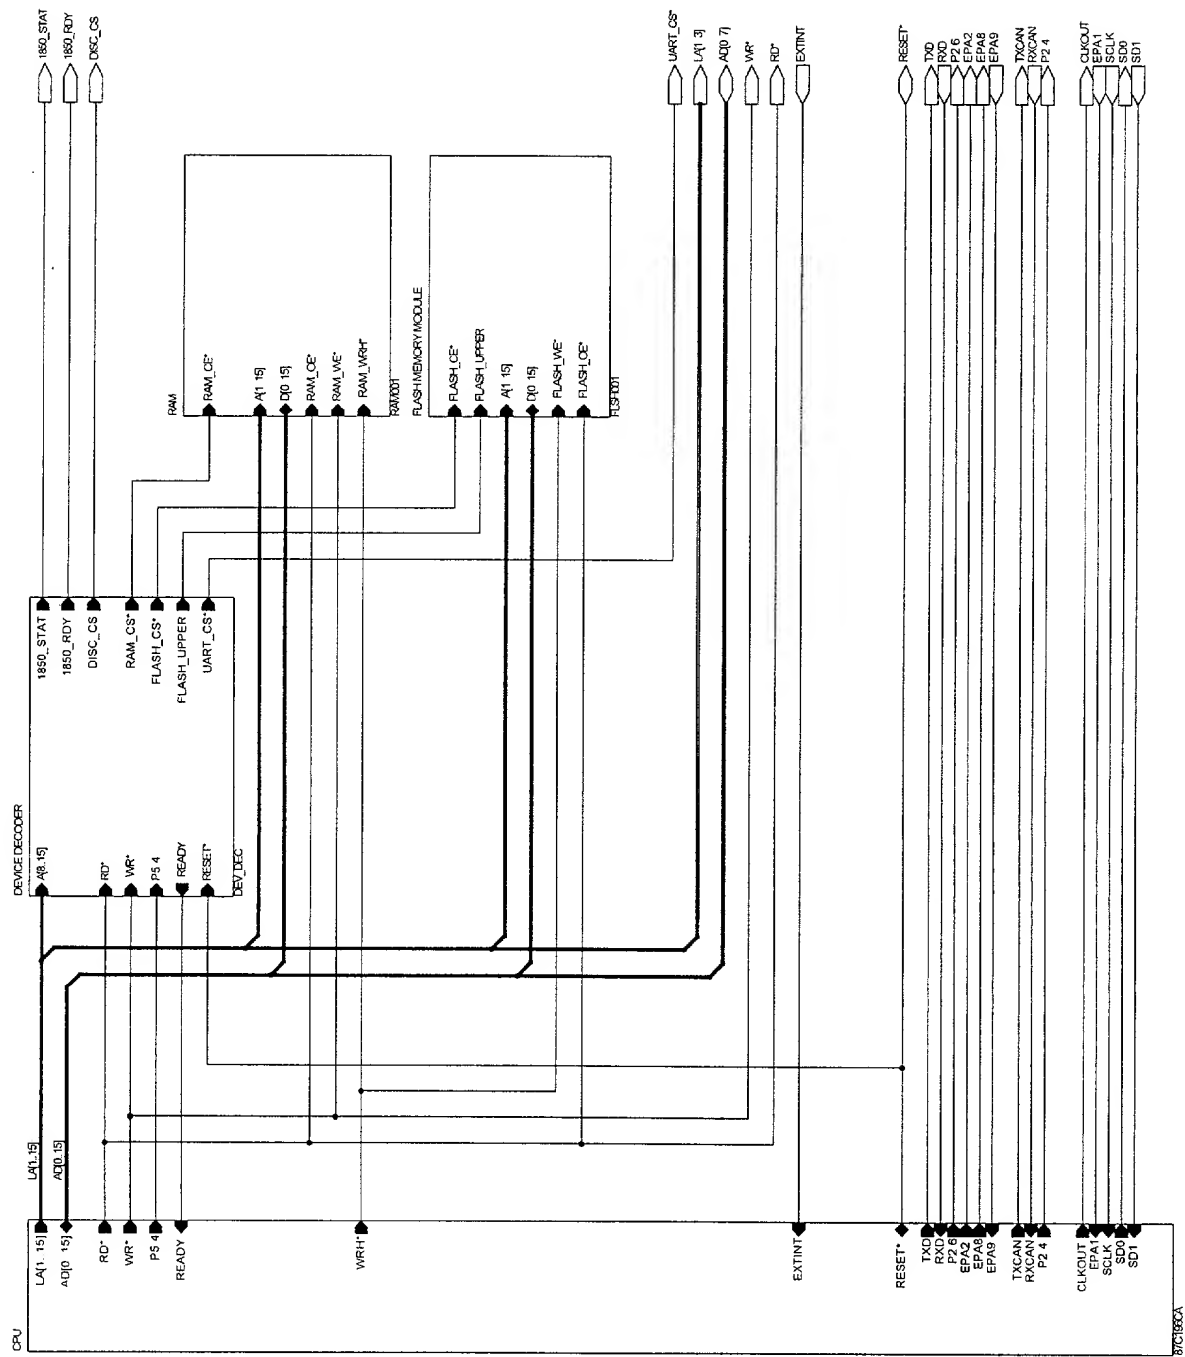 1850_STAT
1850_RDY
DISC_CS
UART_CS*
LA[1 3]
AD[0 7]
WR*
RD*
EXTINT
RESET*
TXD
RXD
P2 6
EPA2
EPA8
EPA9
TXCAN
RXCAN
P2 4
CLKOUT
EPA1
SCLK
SD0
SD1
RAM
RAM_CE*
A[1 15]
D[0 15]
RAM_OE*
RAM_WE*
RAM_WRH*
RAM001
FLASH MEMORY MODULE
FLASH_CE*
FLASH_UPPER
A[1 15]
D[0 15]
FLASH_WE*
FLASH_OE*
FLSH001
DEVICE DECODER
1850_STAT
1850_RDY
DISC_CS
RAM_CS*
FLASH_CS*
FLASH_UPPER
UART_CS*
A[8..15]
RD*
WR*
P5 4
READY
RESET*
DEV_DEC
LA[1..15]
AD[0..15]
CPU
LA[1.. 15]
AD[0 15]
RD*
WR*
P5 4
READY
WRH*
EXTINT
RESET*
TXD
RXD
P2 6
EPA2
EPA8
EPA9
TXCAN
RXCAN
P2 4
CLKOUT
EPA1
SCLK
SD0
SD1
87C196CA